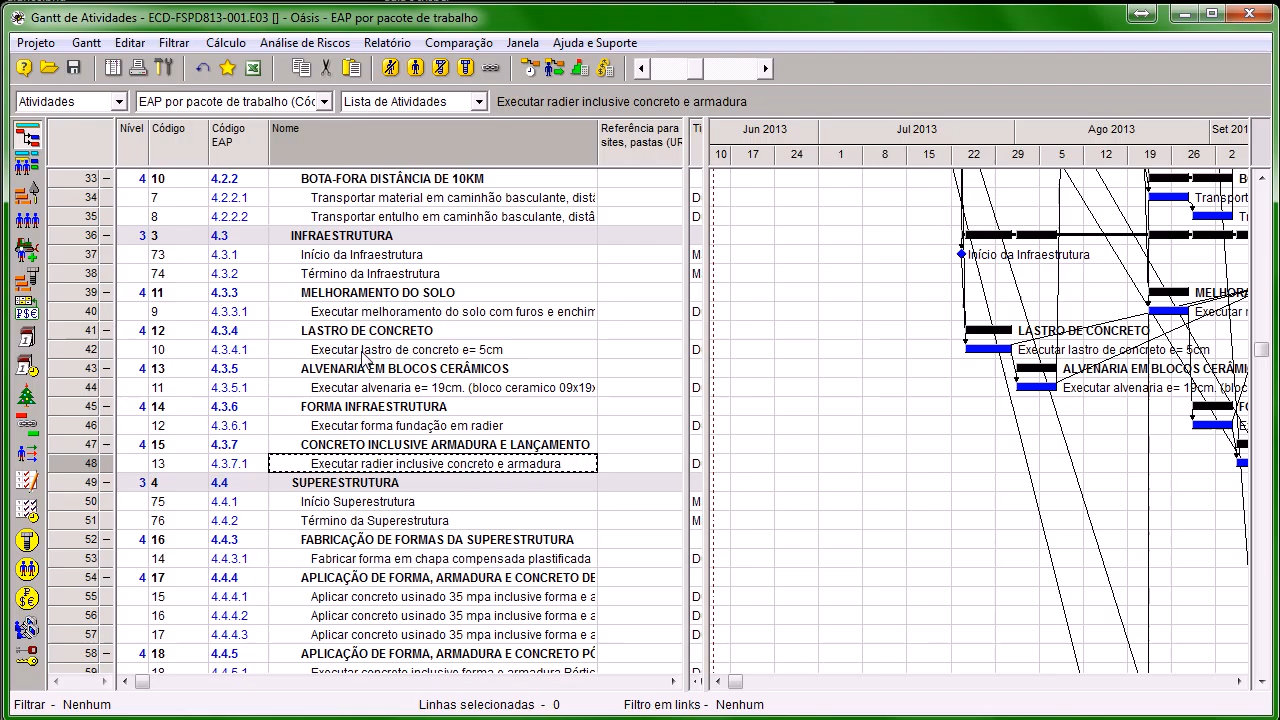 Gantt de Atividades - ECD-FSPD813-001.E03 [] - Oásis - EAP por pacote de trabalho
Projeto Gantt Editar Filtrar Cálculo Análise de Riscos Relatório Comparação Janela Ajuda e Suporte
Atividades EAP por pacote de trabalho (Cóc Lista de Atividades Executar radier inclusive concreto e armadura
Nível Código Código EAP Nome Referência para sites, pastas (UR Ti
Jun 2013 Jul 2013 Ago 2013 Set 201
10 17 24 1 8 15 22 29 5 12 19 26 2
33 4 10 4.2.2 BOTA-FORA DISTÂNCIA DE 10KM
34 7 4.2.2.1 Transportar material em caminhão basculante, distâ D Transport
35 8 4.2.2.2 Transportar entulho em caminhão basculante, distâ D
36 3 3 4.3 INFRAESTRUTURA
37 73 4.3.1 Início da Infraestrutura M Início da Infraestrutura
38 74 4.3.2 Término da Infraestrutura M
39 4 11 4.3.3 MELHORAMENTO DO SOLO MELHORA
40 9 4.3.3.1 Executar melhoramento do solo com furos e enchim D Executar
41 4 12 4.3.4 LASTRO DE CONCRETO LASTRO DE CONCRETO
42 10 4.3.4.1 Executar lastro de concreto e= 5cm D Executar lastro de concreto e= 5cm
43 4 13 4.3.5 ALVENARIA EM BLOCOS CERÂMICOS ALVENARIA EM BLOCOS CERÂMI
44 11 4.3.5.1 Executar alvenaria e= 19cm. (bloco ceramico 09x19x D Executar alvenaria e= 19cm. (bloc
45 4 14 4.3.6 FORMA INFRAESTRUTURA
46 12 4.3.6.1 Executar forma fundação em radier D
47 4 15 4.3.7 CONCRETO INCLUSIVE ARMADURA E LANÇAMENTO
48 13 4.3.7.1 Executar radier inclusive concreto e armadura D
49 3 4 4.4 SUPERESTRUTURA
50 75 4.4.1 Início Superestrutura M
51 76 4.4.2 Término da Superestrutura M
52 4 16 4.4.3 FABRICAÇÃO DE FORMAS DA SUPERESTRUTURA
53 14 4.4.3.1 Fabricar forma em chapa compensada plastificada D
54 4 17 4.4.4 APLICAÇÃO DE FORMA, ARMADURA E CONCRETO DE
55 15 4.4.4.1 Aplicar concreto usinado 35 mpa inclusive forma e a D
56 16 4.4.4.2 Aplicar concreto usinado 35 mpa inclusive forma e a D
57 17 4.4.4.3 Aplicar concreto usinado 35 mpa inclusive forma e a D
58 4 18 4.4.5 APLICAÇÃO DE FORMA, ARMADURA E CONCRETO PÓ
59 18 4.4.5.1 Executar concreto inclusive forma e armadura Pórti
Filtrar - Nenhum Linhas selecionadas - 0 Filtro em links - Nenhum